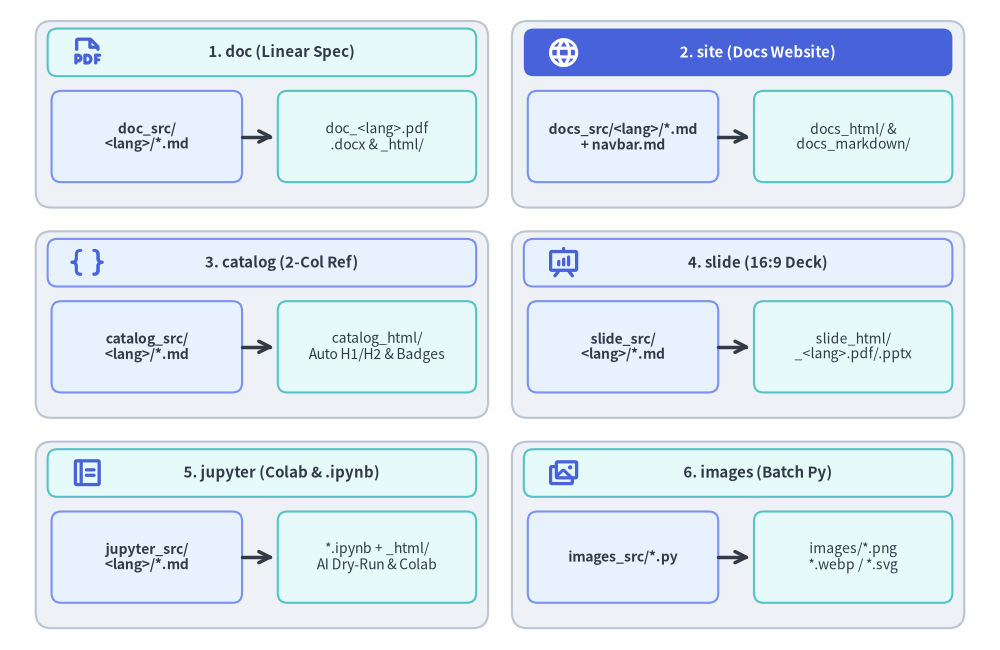 PDF
1. doc (Linear Spec)
doc_src/
<lang>/*.md
doc_<lang>.pdf
.docx & _html/
2. site (Docs Website)
docs_src/<lang>/*.md
+ navbar.md
docs_html/ &
docs_markdown/
{ }
3. catalog (2-Col Ref)
catalog_src/
<lang>/*.md
catalog_html/
Auto H1/H2 & Badges
4. slide (16:9 Deck)
slide_src/
<lang>/*.md
slide_html/
_<lang>.pdf/.pptx
5. jupyter (Colab & .ipynb)
jupyter_src/
<lang>/*.md
*.ipynb + _html/
AI Dry-Run & Colab
6. images (Batch Py)
images_src/*.py
images/*.png
*.webp / *.svg